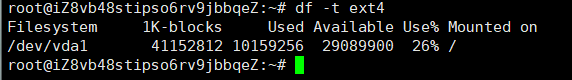 root@iZ8vb48stipso6rv9jbbqeZ:~# df -t ext4
Filesystem     1K-blocks     Used Available Use% Mounted on
/dev/vda1       41152812 10159256  29089900  26% /
root@iZ8vb48stipso6rv9jbbqeZ:~#